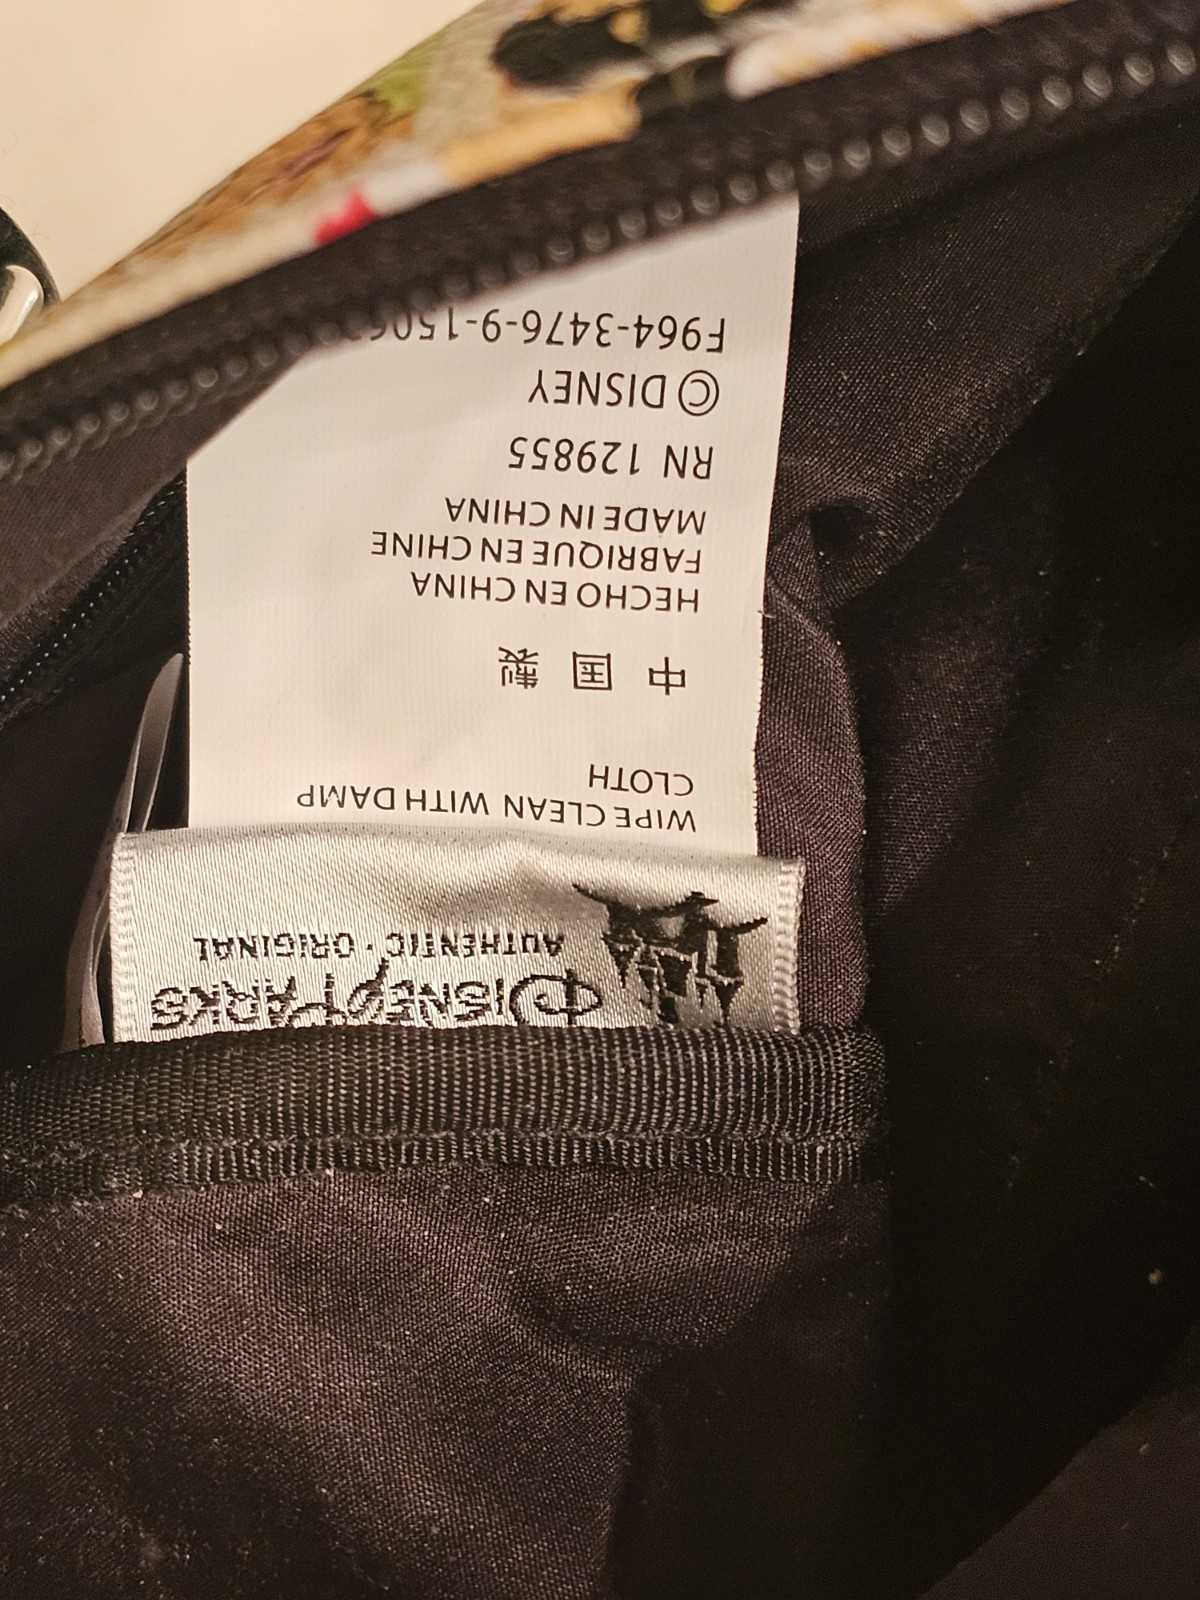 DISNEY PARKS
AUTHENTIC · ORIGINAL
WIPE CLEAN WITH DAMP
CLOTH
中国製
HECHO EN CHINA
FABRIQUE EN CHINE
MADE IN CHINA
RN 129855
© DISNEY
F964-3476-9-1506